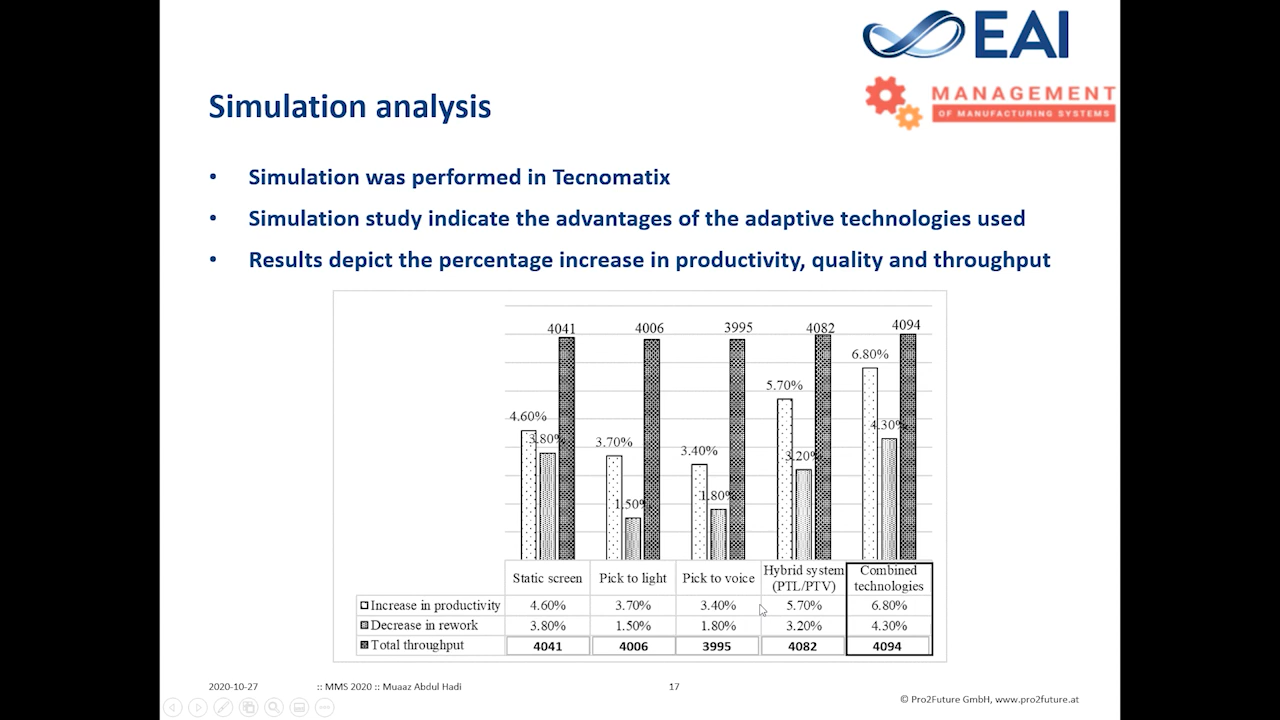 EAI
MANAGEMENT
OF MANUFACTURING SYSTEMS
Simulation analysis
• Simulation was performed in Tecnomatix
• Simulation study indicate the advantages of the adaptive technologies used
• Results depict the percentage increase in productivity, quality and throughput
4041 4006 3995 4082 4094
6.80%
5.70%
4.60% 4.30%
3.80% 3.70% 3.40% 3.20%
1.50% 1.80%
Static screen Pick to light Pick to voice Hybrid system (PTL/PTV) Combined technologies
Increase in productivity 4.60% 3.70% 3.40% 5.70% 6.80%
Decrease in rework 3.80% 1.50% 1.80% 3.20% 4.30%
Total throughput 4041 4006 3995 4082 4094
2020-10-27 :: MMS 2020 :: Muaaz Abdul Hadi 17
© Pro2Future GmbH, www.pro2future.at